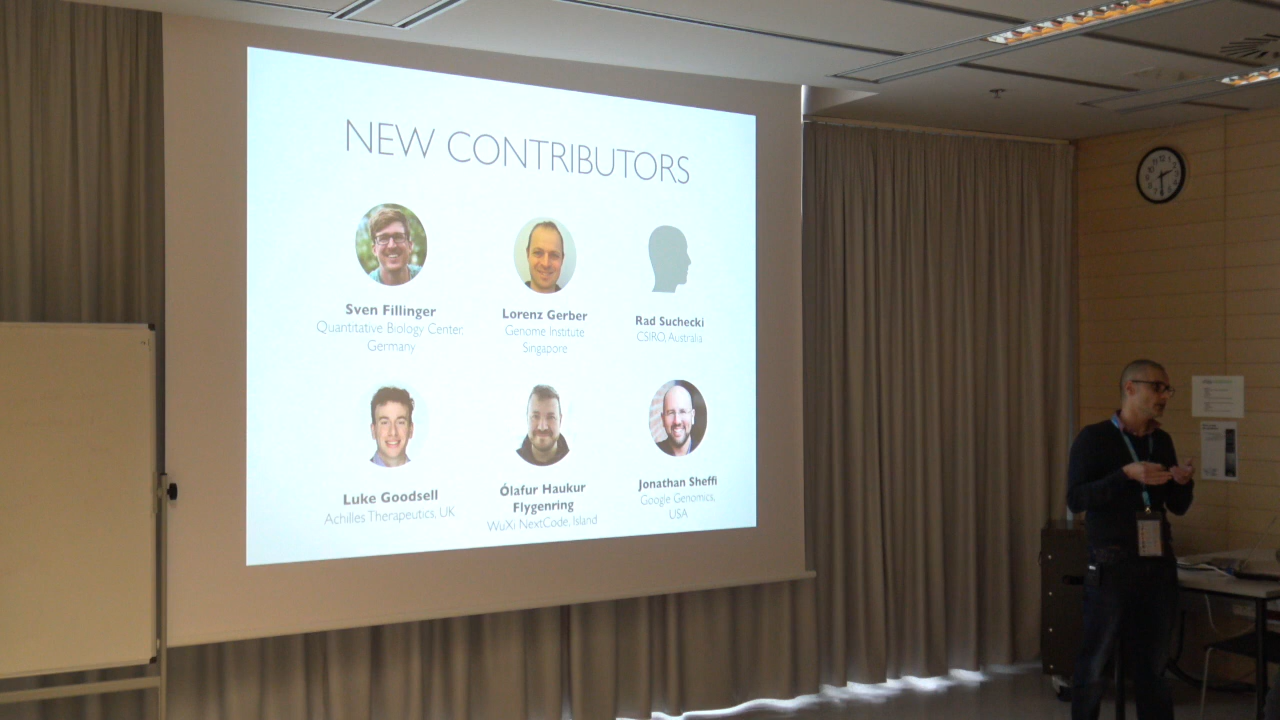 NEW CONTRIBUTORS
Sven Fillinger
Quantitative Biology Center,
Germany
Lorenz Gerber
Genome Institute
Singapore
Rad Suchecki
CSIRO, Australia
Luke Goodsell
Achilles Therapeutics, UK
Ólafur Haukur
Flygenring
WuXi NextCode, Island
Jonathan Sheffi
Google Genomics,
USA